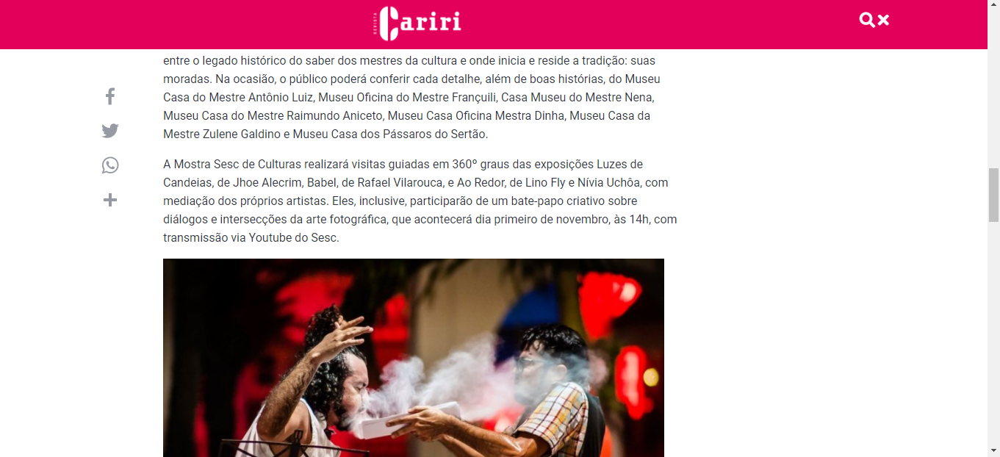 REVISTA
Cariri
entre o legado histórico do saber dos mestres da cultura e onde inicia e reside a tradição: suas
moradas. Na ocasião, o público poderá conferir cada detalhe, além de boas histórias, do Museu
Casa do Mestre Antônio Luiz, Museu Oficina do Mestre Françuili, Casa Museu do Mestre Nena,
Museu Casa do Mestre Raimundo Aniceto, Museu Casa Oficina Mestra Dinha, Museu Casa da
Mestre Zulene Galdino e Museu Casa dos Pássaros do Sertão.
A Mostra Sesc de Culturas realizará visitas guiadas em 360º graus das exposições Luzes de
Candeias, de Jhoe Alecrim, Babel, de Rafael Vilarouca, e Ao Redor, de Lino Fly e Nívia Uchôa, com
mediação dos próprios artistas. Eles, inclusive, participarão de um bate-papo criativo sobre
diálogos e intersecções da arte fotográfica, que acontecerá dia primeiro de novembro, às 14h, com
transmissão via Youtube do Sesc.